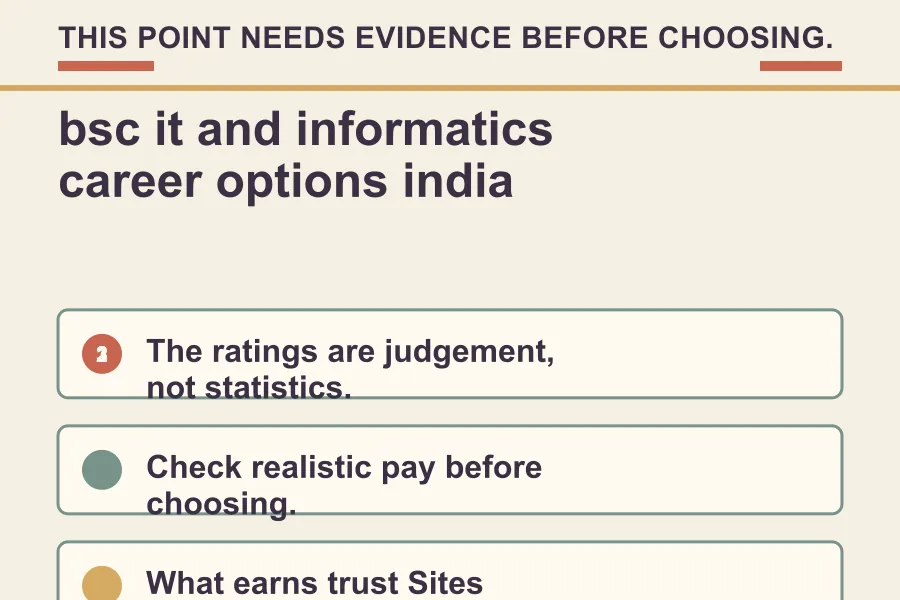 THIS POINT NEEDS EVIDENCE BEFORE CHOOSING.
bsc it and informatics
career options india
The ratings are judgement,
not statistics.
Check realistic pay before
choosing.
What earns trust Sites